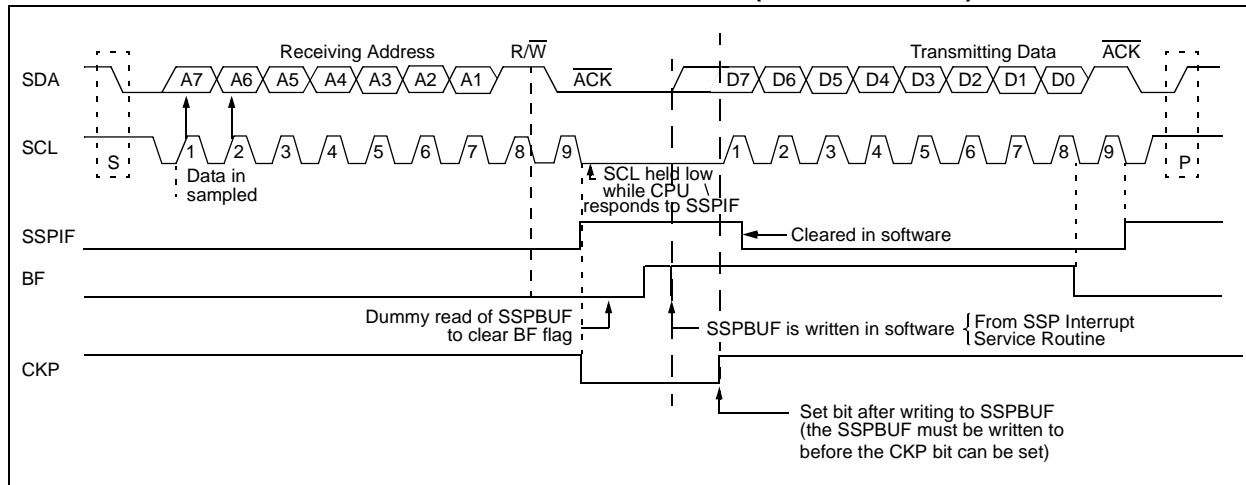 Receiving Address R/W Transmitting Data ACK
SDA A7 A6 A5 A4 A3 A2 A1 ACK D7 D6 D5 D4 D3 D2 D1 D0
SCL S 1 2 3 4 5 6 7 8 9 1 2 3 4 5 6 7 8 9 P
Data in
sampled
SCL held low
while CPU
responds to SSPIF
SSPIF
Cleared in software
BF
Dummy read of SSPBUF
to clear BF flag
SSPBUF is written in software
From SSP Interrupt
Service Routine
CKP
Set bit after writing to SSPBUF
(the SSPBUF must be written to
before the CKP bit can be set)